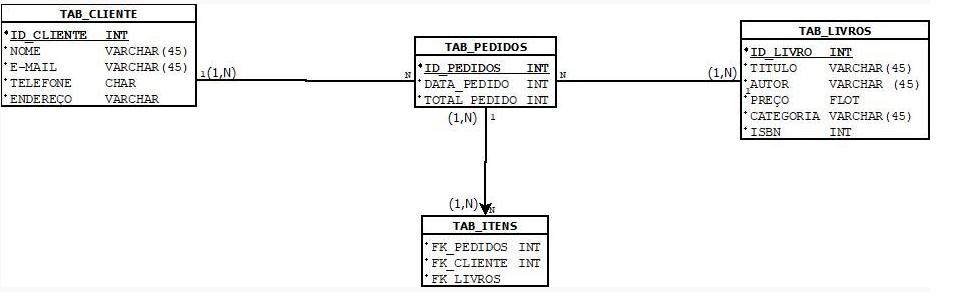 TAB_CLIENTE
*ID_CLIENTE INT
*NOME VARCHAR(45)
*E-MAIL VARCHAR(45)
*TELEFONE CHAR
*ENDEREÇO VARCHAR
1(1,N)
N
TAB_PEDIDOS
*ID_PEDIDOS INT
*DATA_PEDIDO INT
*TOTAL PEDIDO INT
N
(1,N)
1
TAB_LIVROS
*ID_LIVRO INT
*TITULO VARCHAR(45)
*AUTOR VARCHAR (45)
*PREÇO FLOT
*CATEGORIA VARCHAR(45)
*ISBN INT
(1,N) 1
(1,N) N
TAB_ITENS
*FK_PEDIDOS INT
*FK_CLIENTE INT
*FK_LIVROS